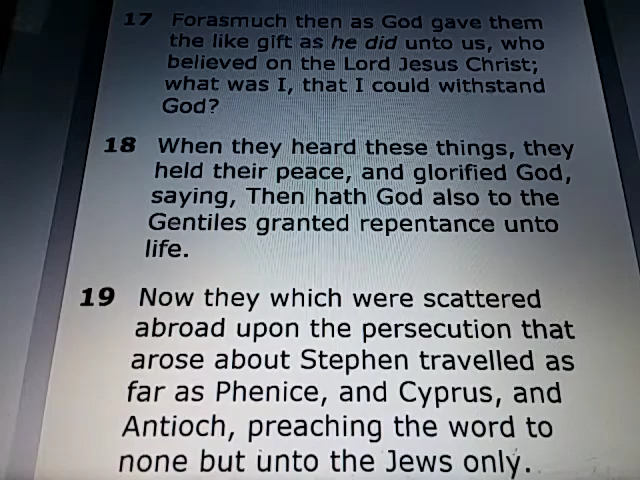 17 Forasmuch then as God gave them
the like gift as he did unto us, who
believed on the Lord Jesus Christ;
what was I, that I could withstand
God?
18 When they heard these things, they
held their peace, and glorified God,
saying, Then hath God also to the
Gentiles granted repentance unto
life.
19 Now they which were scattered
abroad upon the persecution that
arose about Stephen travelled as
far as Phenice, and Cyprus, and
Antioch, preaching the word to
none but unto the Jews only.